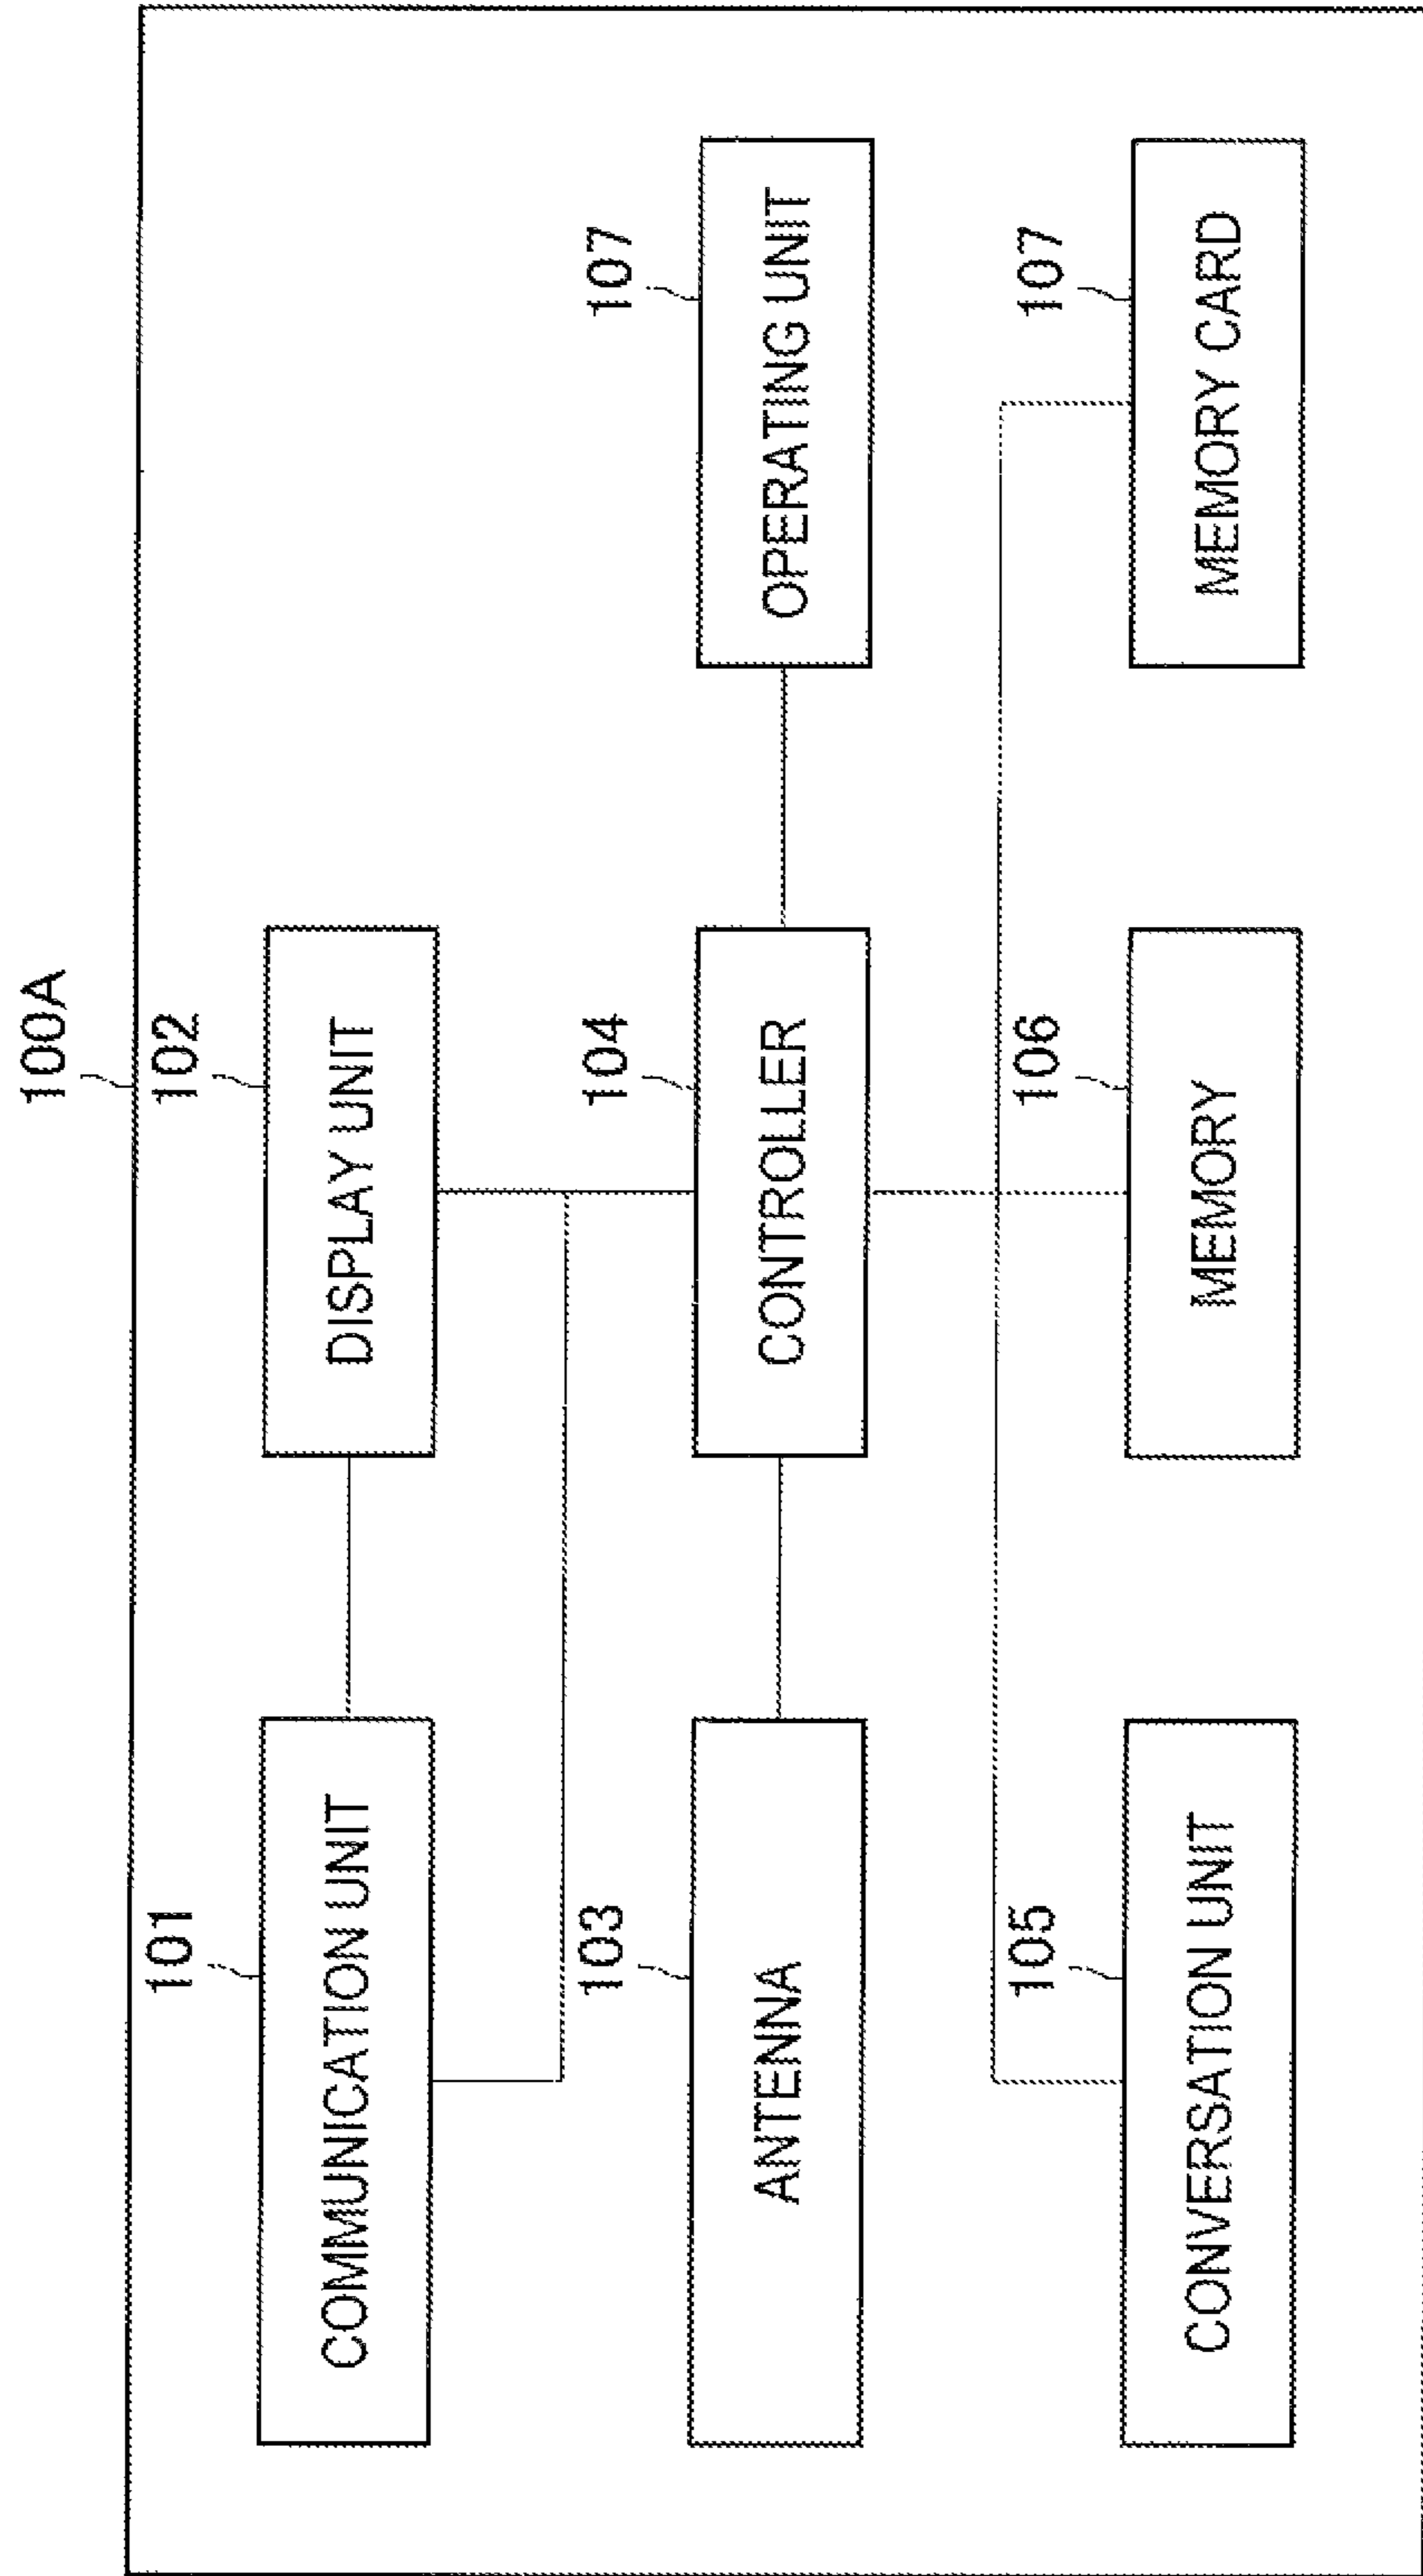 100A
101
COMMUNICATION UNIT
102
DISPLAY UNIT
103
ANTENNA
104
CONTROLLER
107
OPERATING UNIT
105
CONVERSATION UNIT
106
MEMORY
107
MEMORY CARD